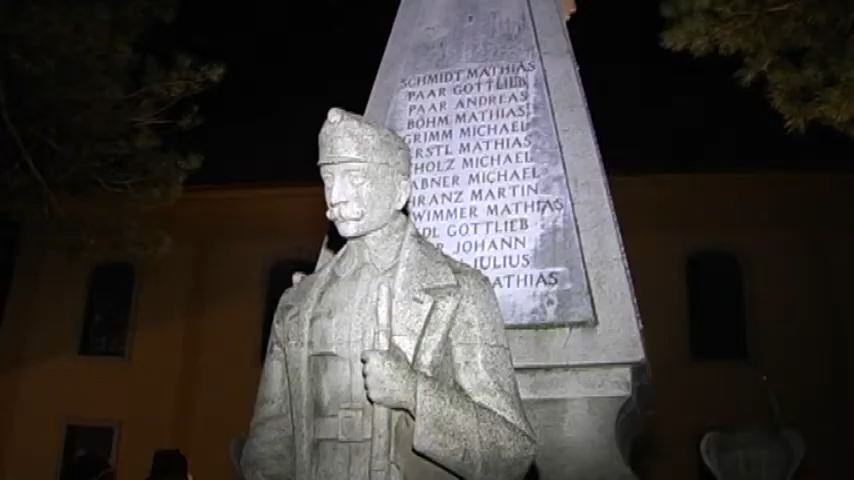 SCHMIDT MATHIAS
PAAR GOTTLIEB
PAAR ANDREAS
BÖHM MATHIAS
GRIMM MICHAEL
MATHIAS
MICHAEL
MICHAEL
MARTIN
WIMMER MATHIAS
GOTTLIEB
JOHANN
JULIUS